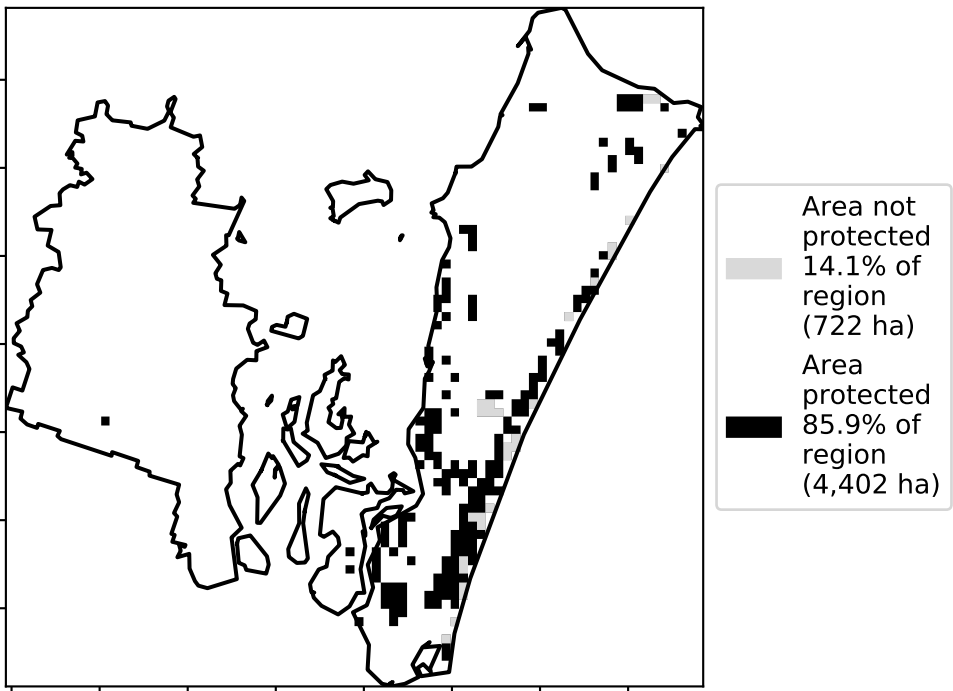 Area not
protected
14.1% of
region
(722 ha)
Area
protected
85.9% of
region
(4,402 ha)